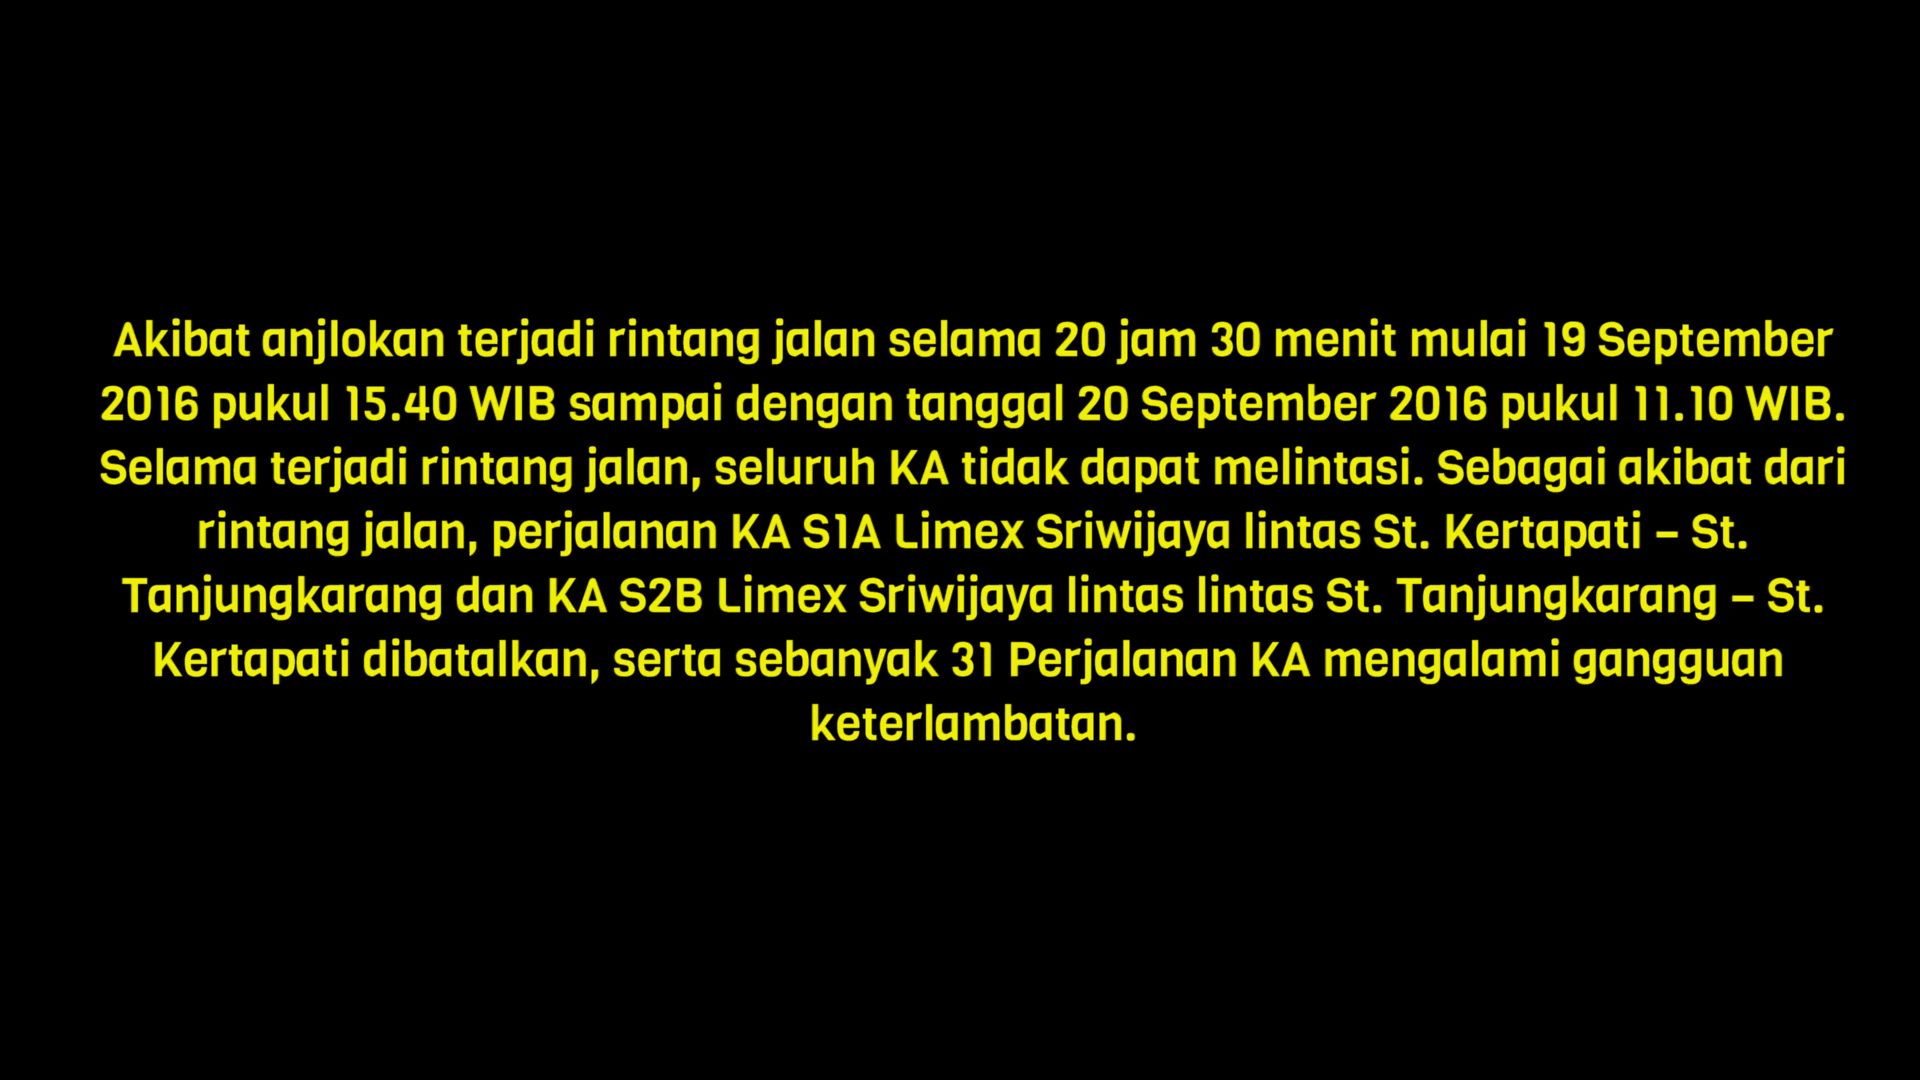 Akibat anjlokan terjadi rintang jalan selama 20 jam 30 menit mulai 19 September
2016 pukul 15.40 WIB sampai dengan tanggal 20 September 2016 pukul 11.10 WIB.
Selama terjadi rintang jalan, seluruh KA tidak dapat melintasi. Sebagai akibat dari
rintang jalan, perjalanan KA S1A Limex Sriwijaya lintas St. Kertapati – St.
Tanjungkarang dan KA S2B Limex Sriwijaya lintas lintas St. Tanjungkarang – St.
Kertapati dibatalkan, serta sebanyak 31 Perjalanan KA mengalami gangguan
keterlambatan.